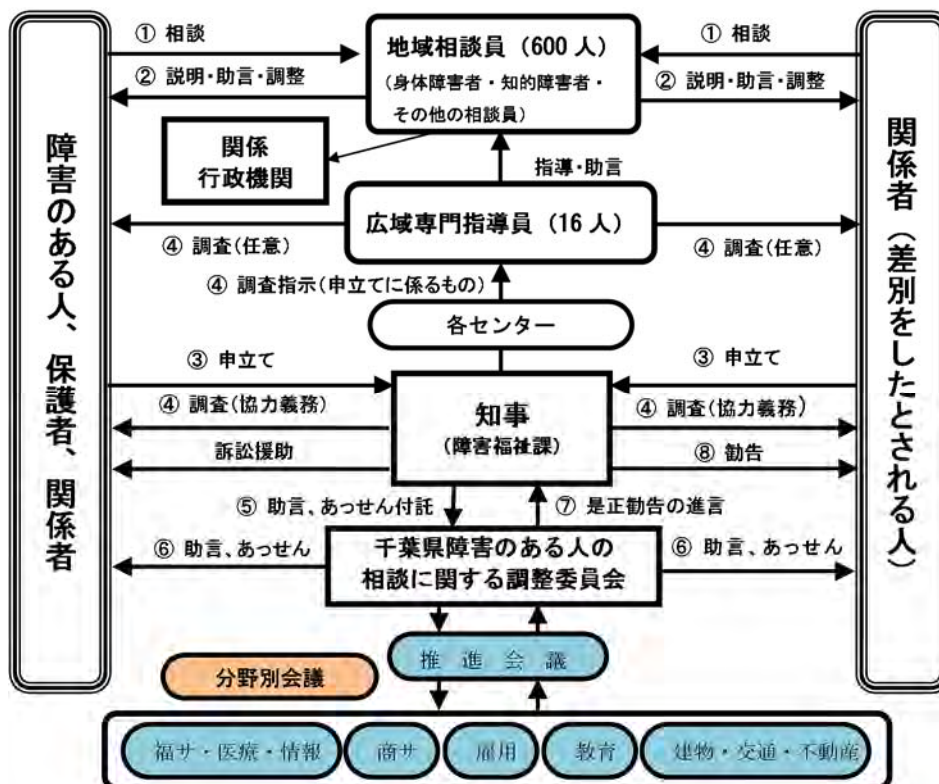 障害のある人、保護者、関係者
① 相談
② 説明・助言・調整
地域相談員（600人）
（身体障害者・知的障害者・
その他の相談員）
① 相談
② 説明・助言・調整
関係者（差別をしたとされる人）
関係
行政機関
指導・助言
広域専門指導員（16人）
④ 調査（任意）
④ 調査（任意）
④ 調査指示（申立てに係るもの）
各センター
③ 申立て
③ 申立て
④ 調査（協力義務）
知事
（障害福祉課）
④ 調査（協力義務）
訴訟援助
⑧ 勧告
⑤ 助言、あっせん付託
⑦ 是正勧告の進言
⑥ 助言、あっせん
千葉県障害のある人の
相談に関する調整委員会
⑥ 助言、あっせん
推進会議
分野別会議
福サ・医療・情報
商サ
雇用
教育
建物・交通・不動産